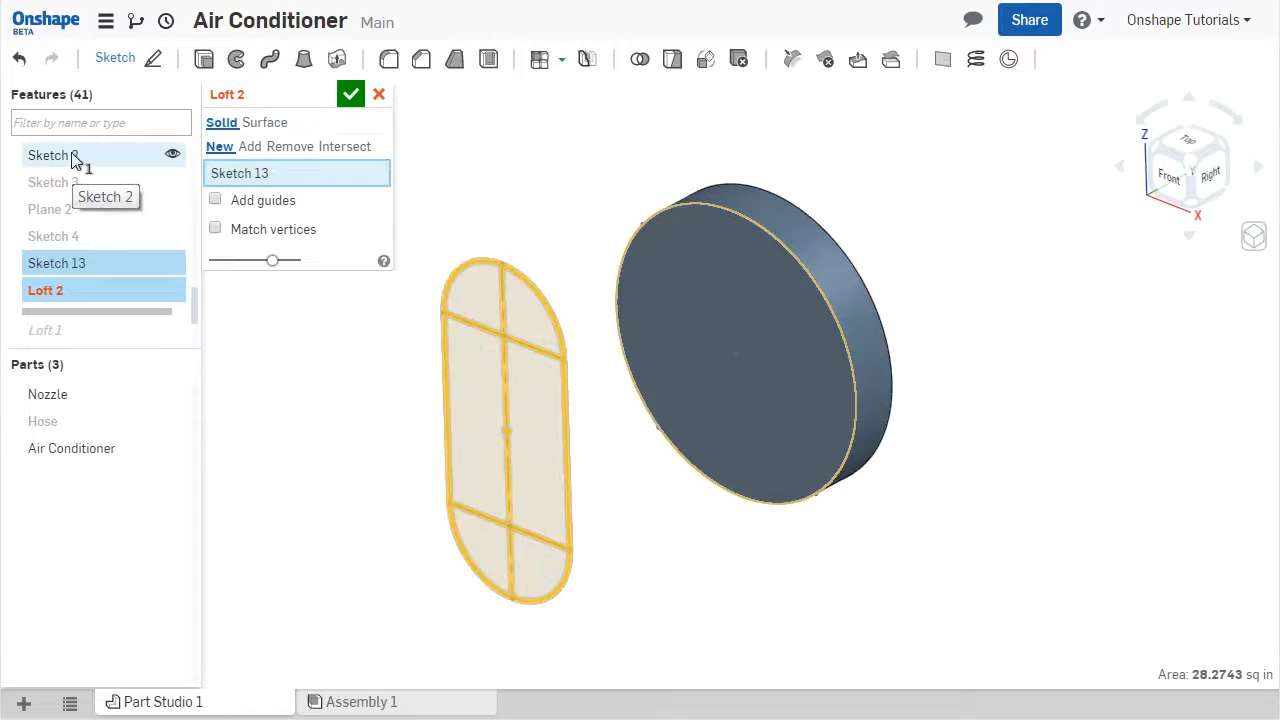 Onshape
BETA
Air Conditioner Main
Share
Onshape Tutorials
Sketch
Features (41)
Filter by name or type
Sketch 2
1
Sketch 2
Sketch 3
Plane 2
Sketch 4
Sketch 13
Loft 2
Loft 1
Parts (3)
Nozzle
Hose
Air Conditioner
Loft 2
Solid Surface
New Add Remove Intersect
Sketch 13
Add guides
Match vertices
Z
Top
Front
Y
Right
X
Area: 28.2743 sq in
Part Studio 1
Assembly 1